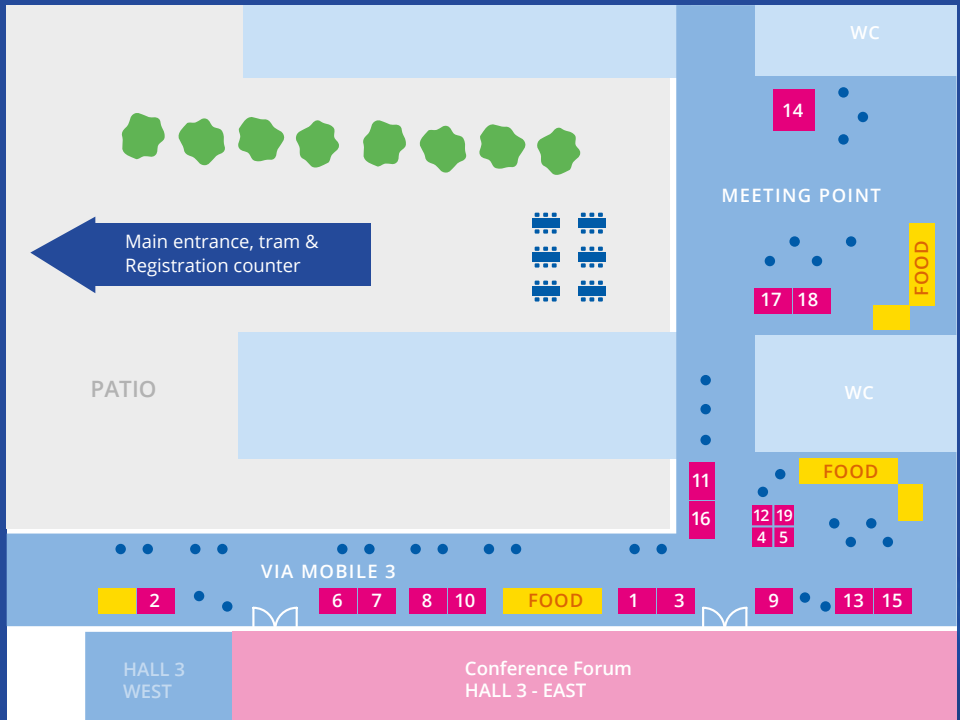 WC
14
MEETING POINT
Main entrance, tram &
Registration counter
FOOD
17 18
PATIO
WC
FOOD
11
16
12 19
4 5
VIA MOBILE 3
2
6 7
8 10
FOOD
1 3
9
13 15
HALL 3
WEST
Conference Forum
HALL 3 - EAST